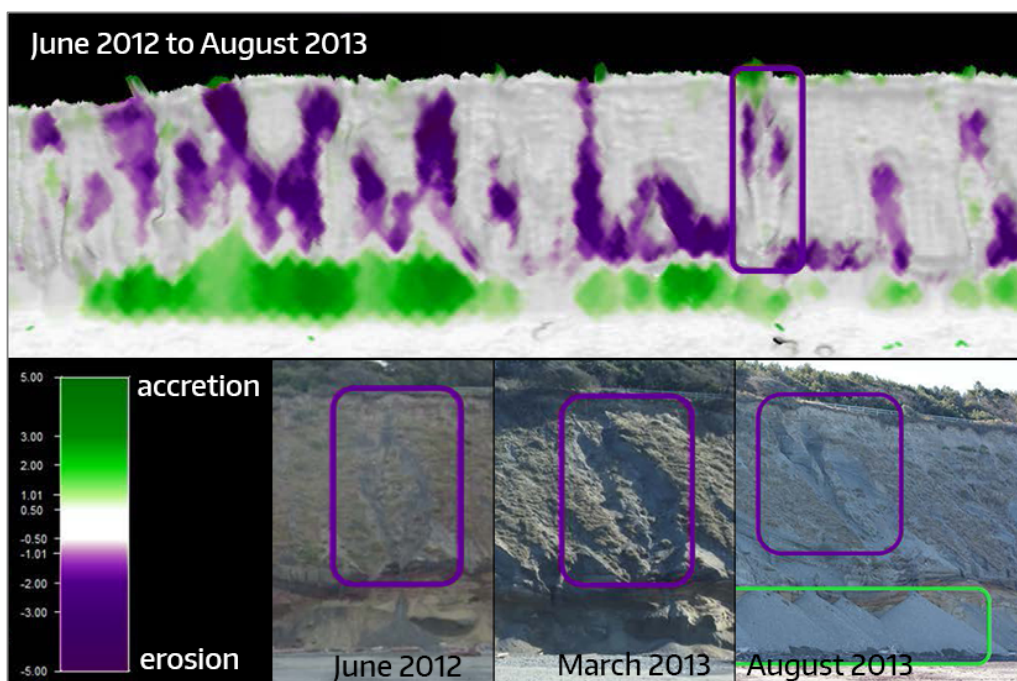 June 2012 to August 2013
5.00
accretion
3.00
2.00
1.01
0.50
-0.50
-1.01
-2.00
-3.00
-5.00
erosion
June 2012
March 2013
August 2013